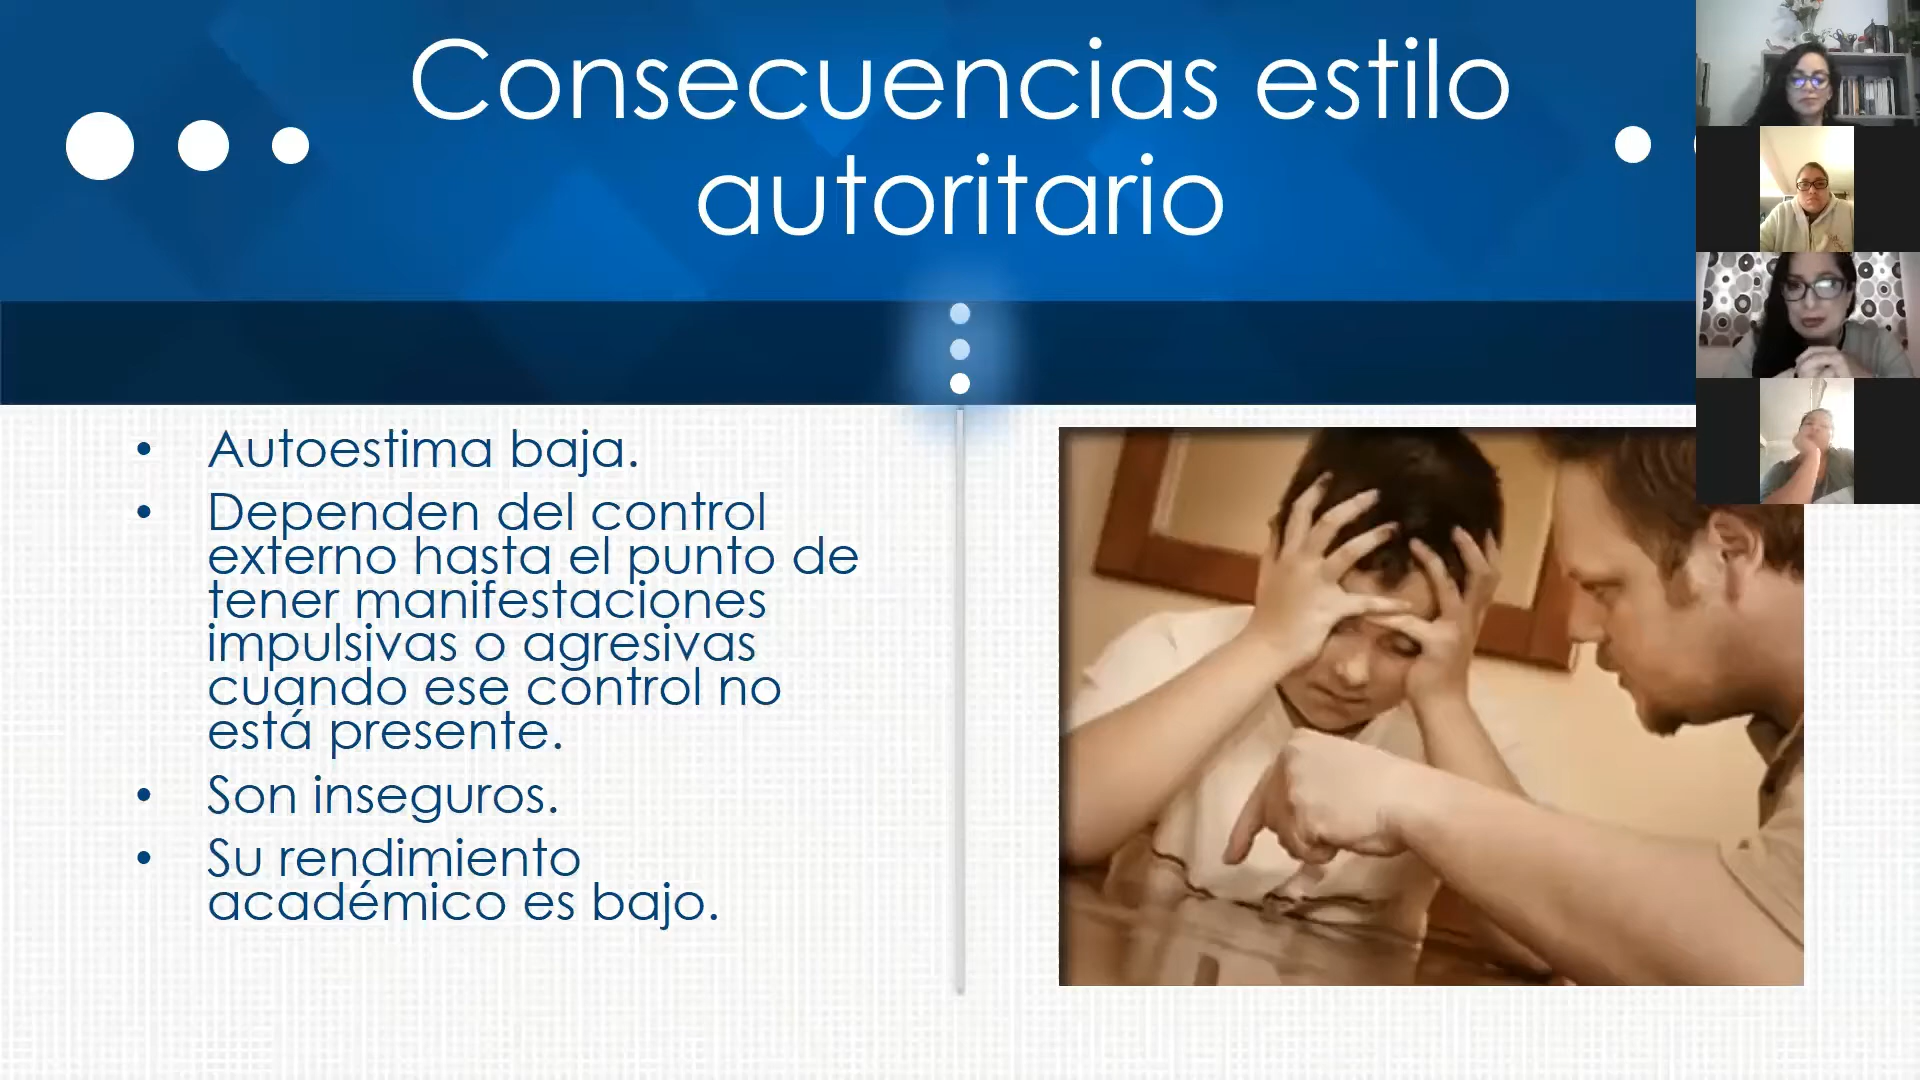 Consecuencias estilo
autoritario
• Autoestima baja.
• Dependen del control
externo hasta el punto de
tener manifestaciones
impulsivas o agresivas
cuando ese control no
está presente.
• Son inseguros.
• Su rendimiento
académico es bajo.